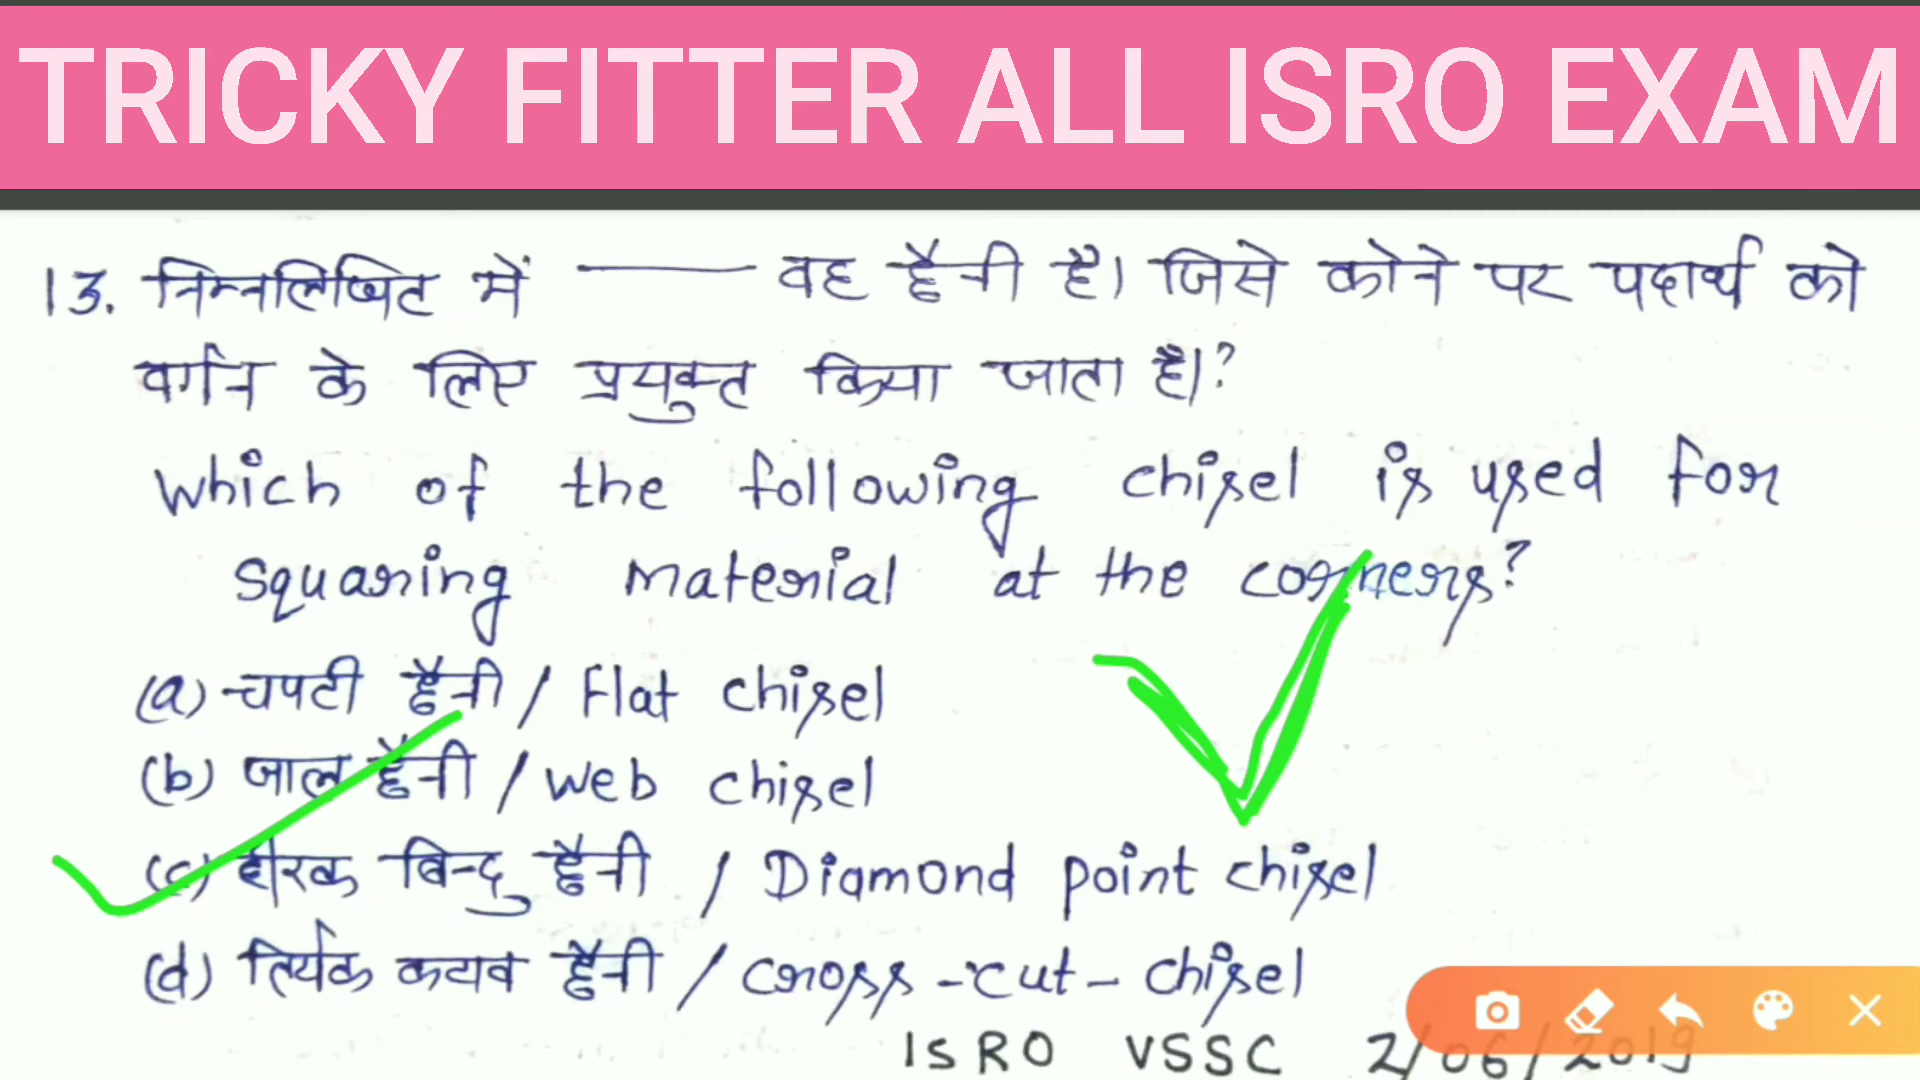 TRICKY FITTER ALL ISRO EXAM
13. निम्नलिखित में —— वह छैनी है। जिसे कोने पर पदार्थ को
वर्गन के लिए प्रयुक्त किया जाता है।?
Which of the following chisel is used for
squaring material at the corners?
(a) चपटी छैनी / Flat chisel
(b) जाल छैनी / web chisel
(c) हीरक बिन्दु छैनी / Diamond point chisel
(d) तिर्यक कटाव छैनी / cross-cut-chisel
ISRO VSSC 2/06/2019